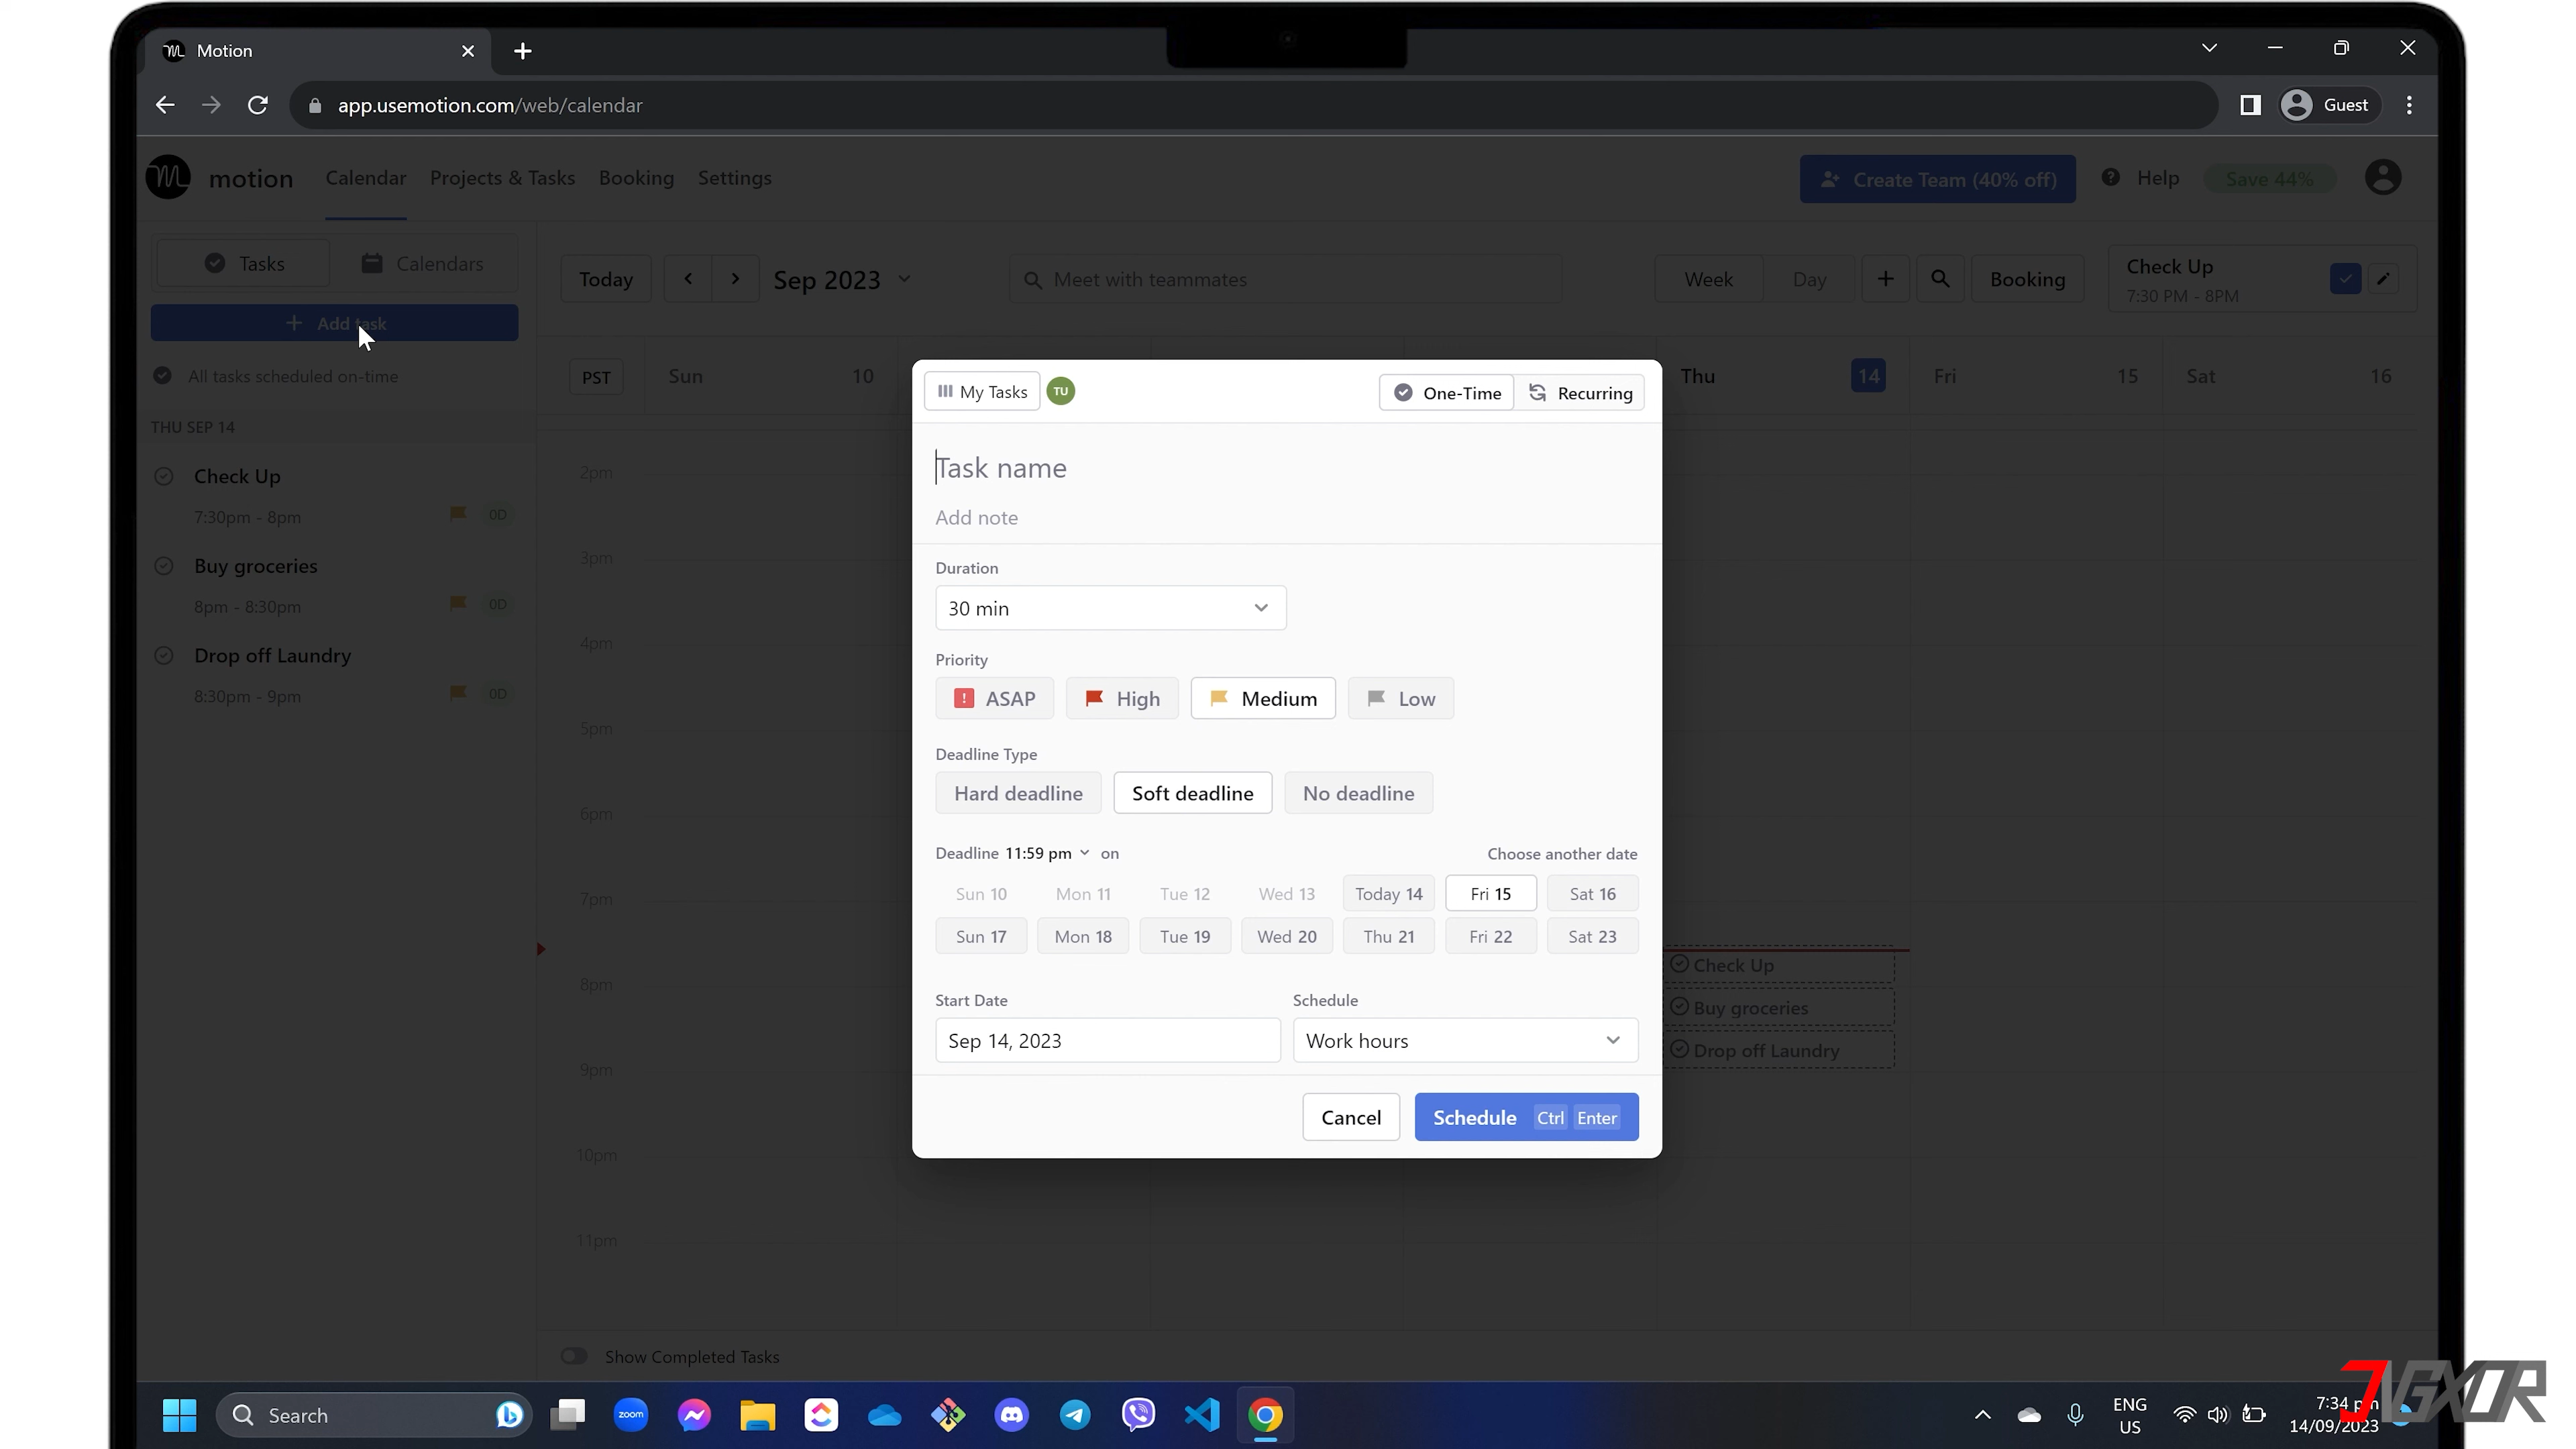 Motion
app.usemotion.com/web/calendar
Guest
motion
Calendar
Projects & Tasks
Booking
Settings
Create Team (40% off)
Help
Save 44%
Tasks
Calendars
Add task
All tasks scheduled on-time
THU SEP 14
Check Up
7:30pm - 8pm
0D
Buy groceries
8pm - 8:30pm
0D
Drop off Laundry
8:30pm - 9pm
0D
Today
Sep 2023
Meet with teammates
Week
Day
Booking
Check Up
7:30 PM - 8PM
PST
Sun 10
Thu 14
Fri 15
Sat 16
2pm
3pm
4pm
5pm
6pm
7pm
8pm
9pm
10pm
11pm
My Tasks
TU
One-Time
Recurring
Task name
Add note
Duration
30 min
Priority
ASAP
High
Medium
Low
Deadline Type
Hard deadline
Soft deadline
No deadline
Deadline 11:59 pm on
Choose another date
Sun 10 Mon 11 Tue 12 Wed 13 Today 14 Fri 15 Sat 16
Sun 17 Mon 18 Tue 19 Wed 20 Thu 21 Fri 22 Sat 23
Start Date
Sep 14, 2023
Schedule
Work hours
Cancel
Schedule Ctrl Enter
Check Up
Buy groceries
Drop off Laundry
Show Completed Tasks
Search
zoom
ENG
US
7:34 pm
14/09/2023
JNGXOR